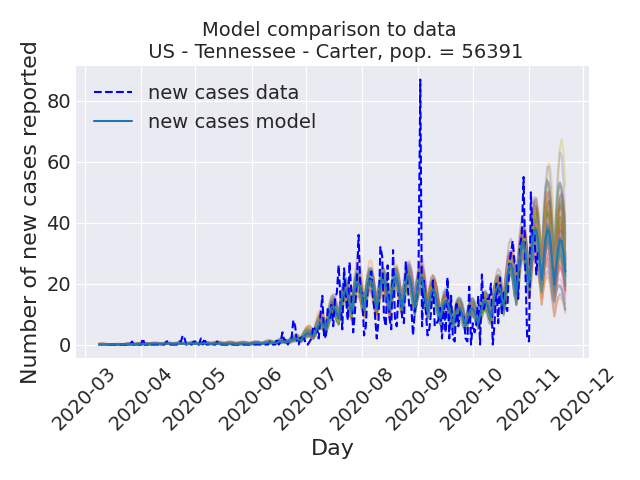 Model comparison to data
US - Tennessee - Carter, pop. = 56391
Number of new cases reported
80
60
40
20
0
new cases data
new cases model
2020-03
2020-04
2020-05
2020-06
2020-07
2020-08
2020-09
2020-10
2020-11
2020-12
Day